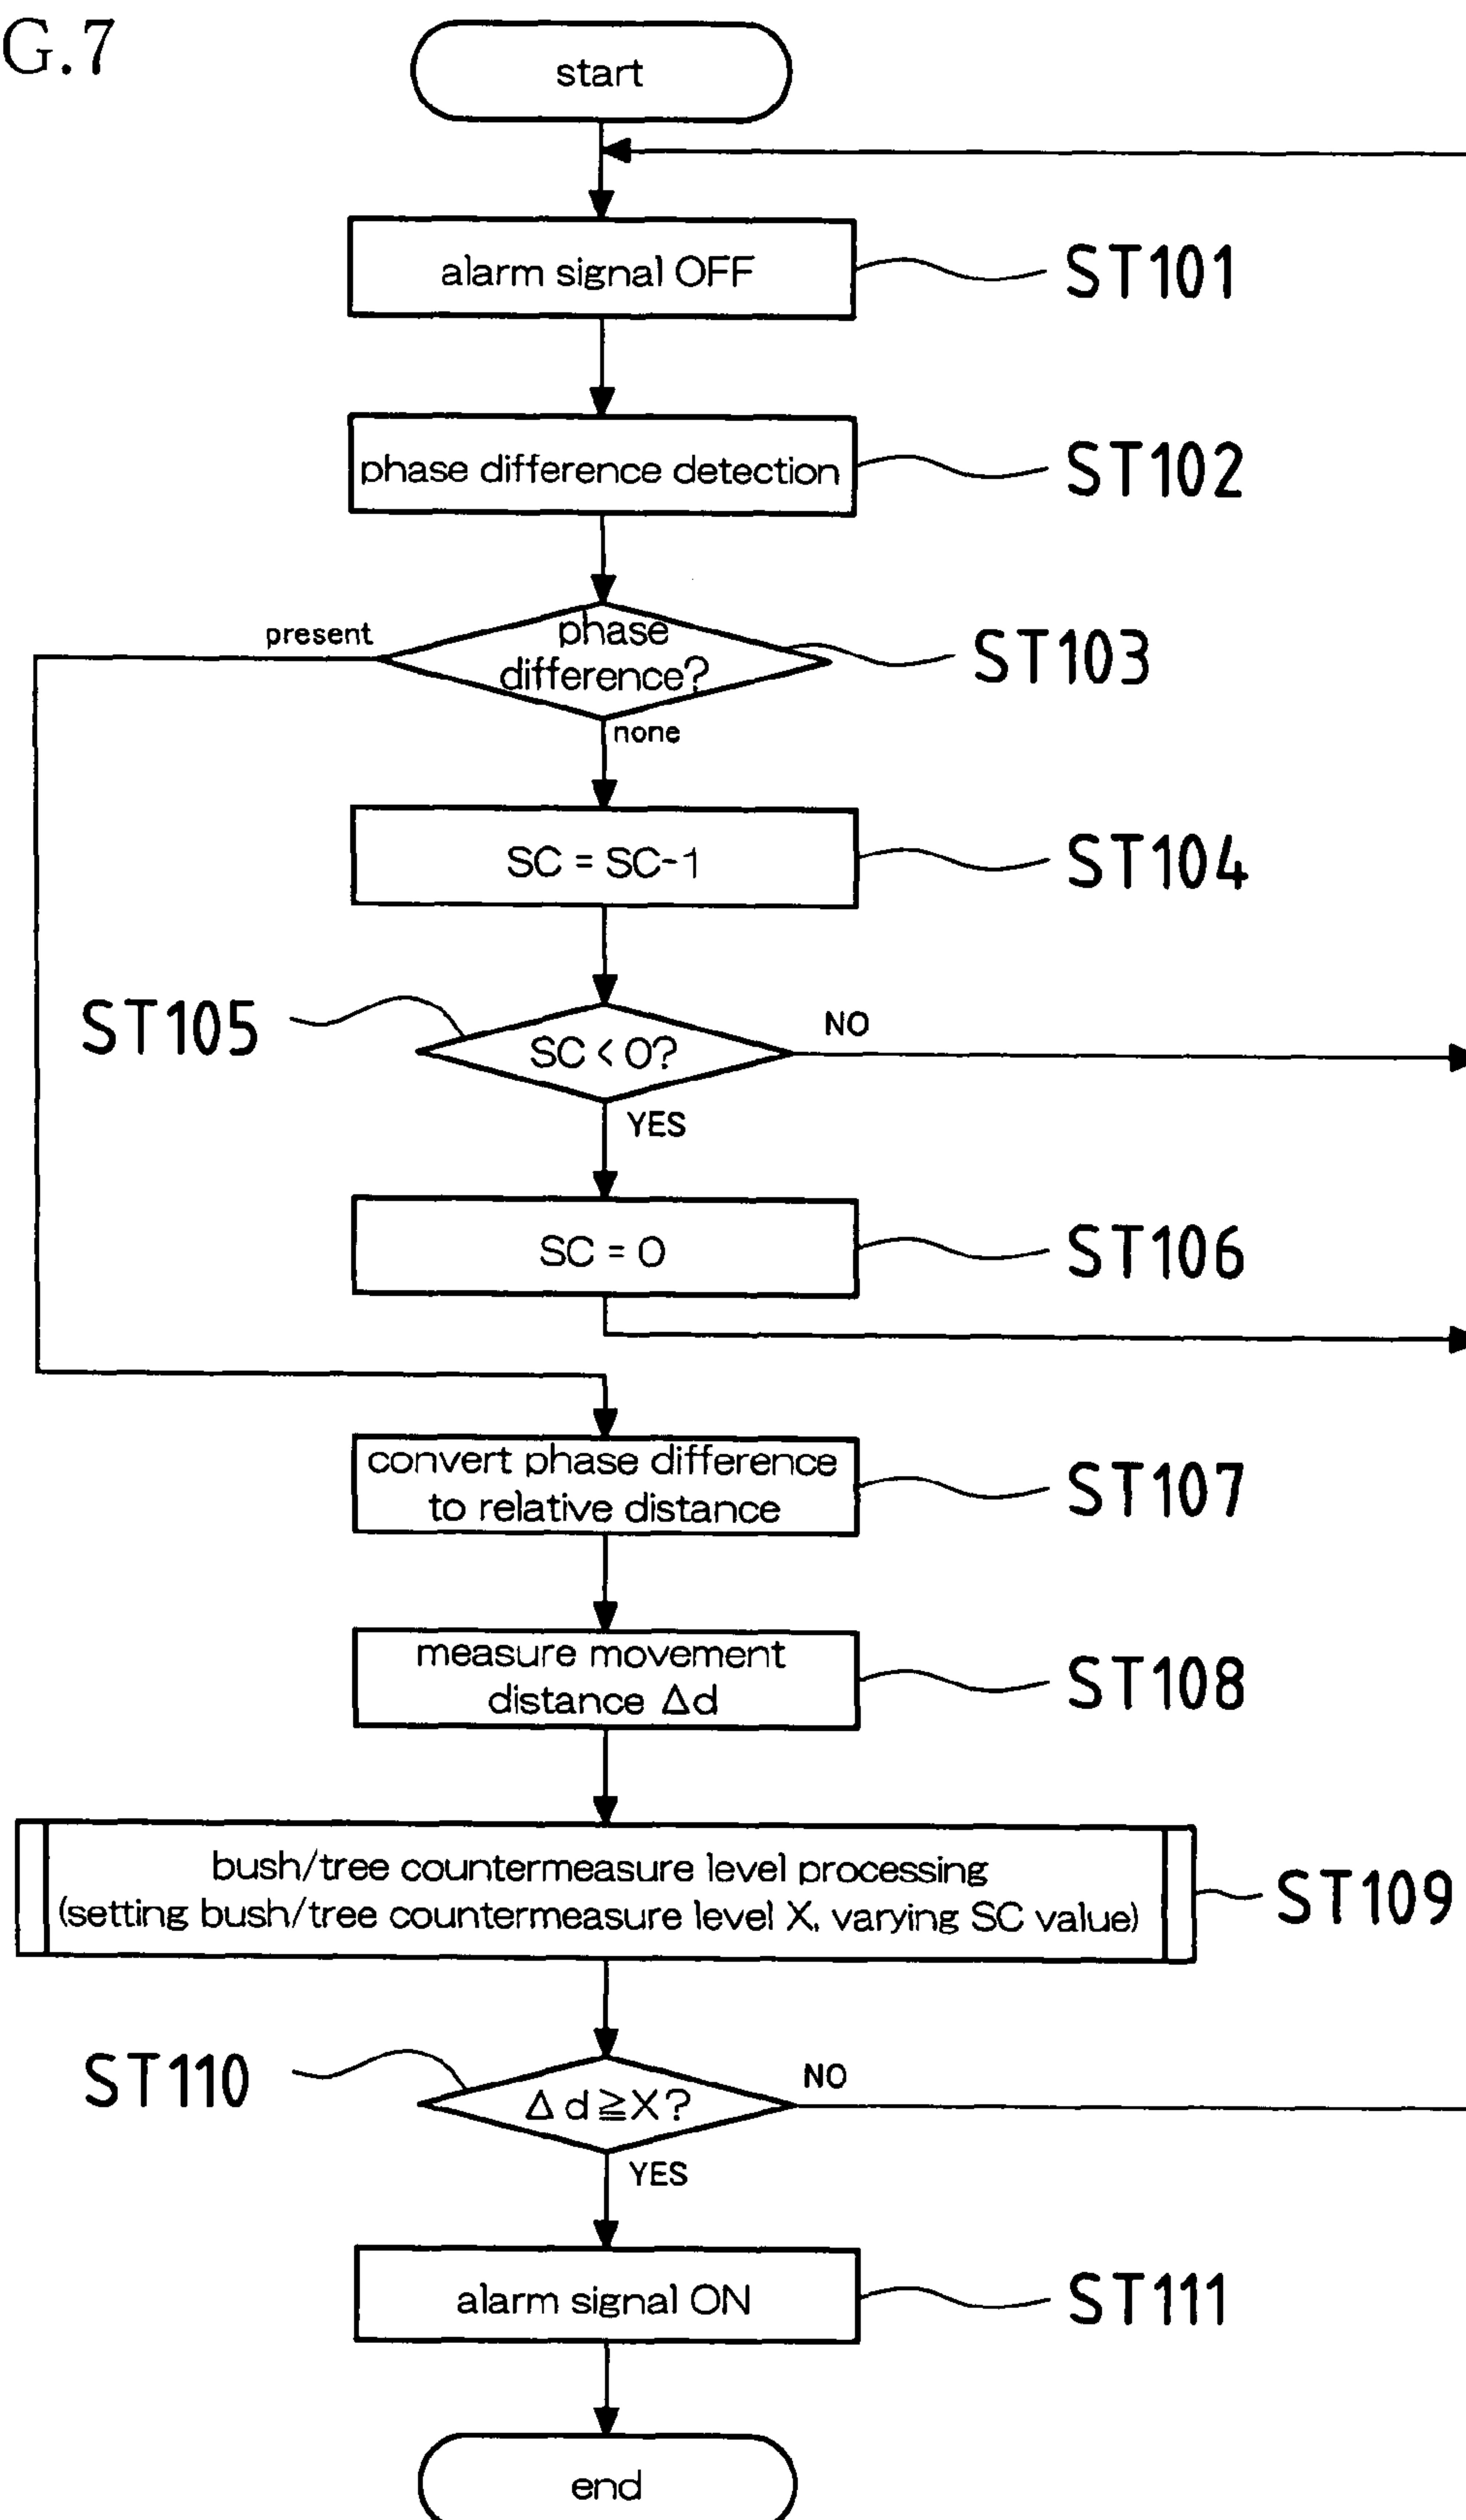 G.7
start
alarm signal OFF
ST101
phase difference detection
ST102
present
phase
difference?
ST103
none
SC = SC-1
ST104
ST105
SC < 0?
NO
YES
SC = 0
ST106
convert phase difference
to relative distance
ST107
measure movement
distance Δd
ST108
bush/tree countermeasure level processing
(setting bush/tree countermeasure level X, varying SC value)
ST109
ST110
Δd≧X?
NO
YES
alarm signal ON
ST111
end